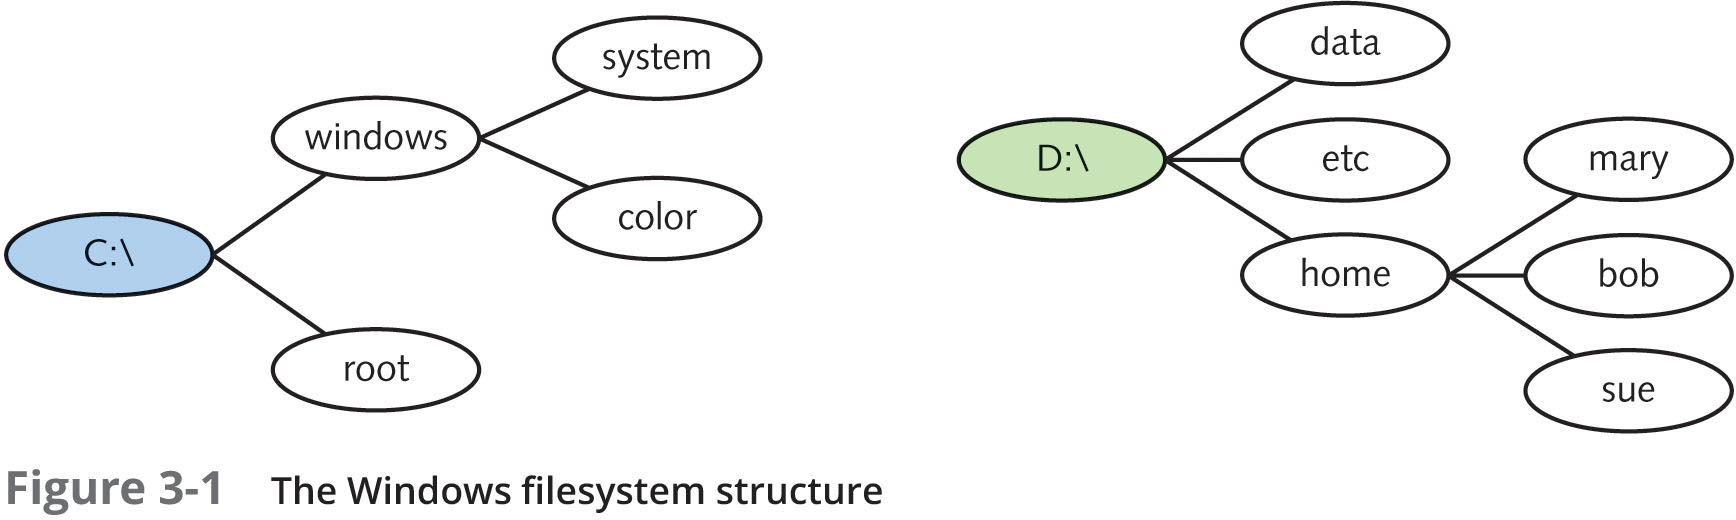 C:\
windows
system
color
root
D:\
data
etc
home
mary
bob
sue
Figure 3-1 The Windows filesystem structure